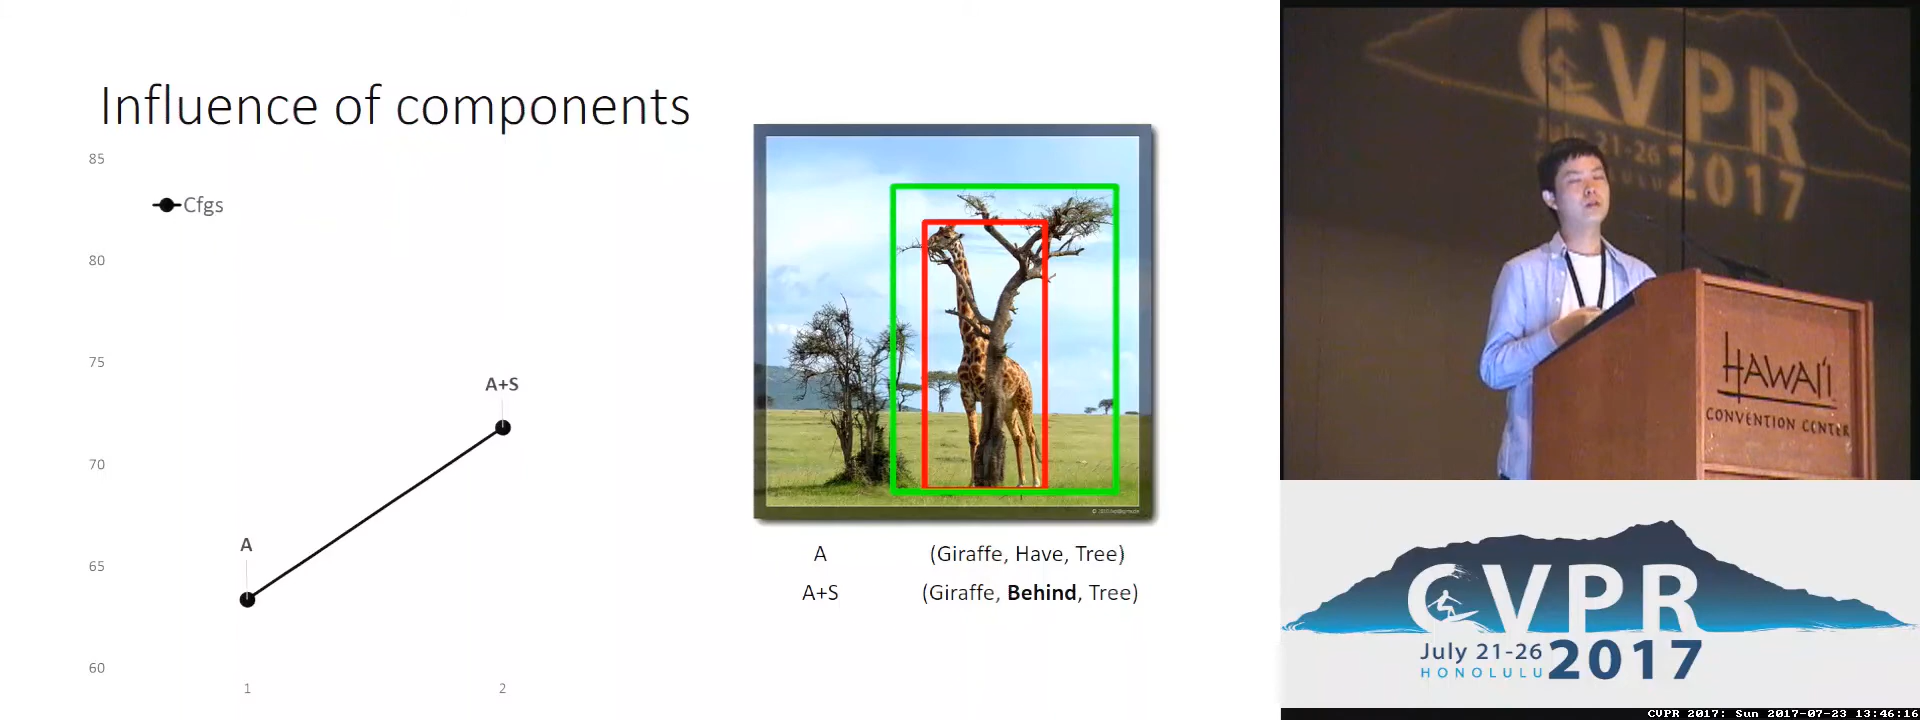 Influence of components
85
Cfgs
80
75
A+S
70
A
65
60
1
2
A (Giraffe, Have, Tree)
A+S (Giraffe, Behind, Tree)
CVPR
2017
HAWAI'I
CONVENTION CENTER
CVPR
July 21-26
HONOLULU
2017
CVPR 2017: Sun 2017-07-23 13:46:16